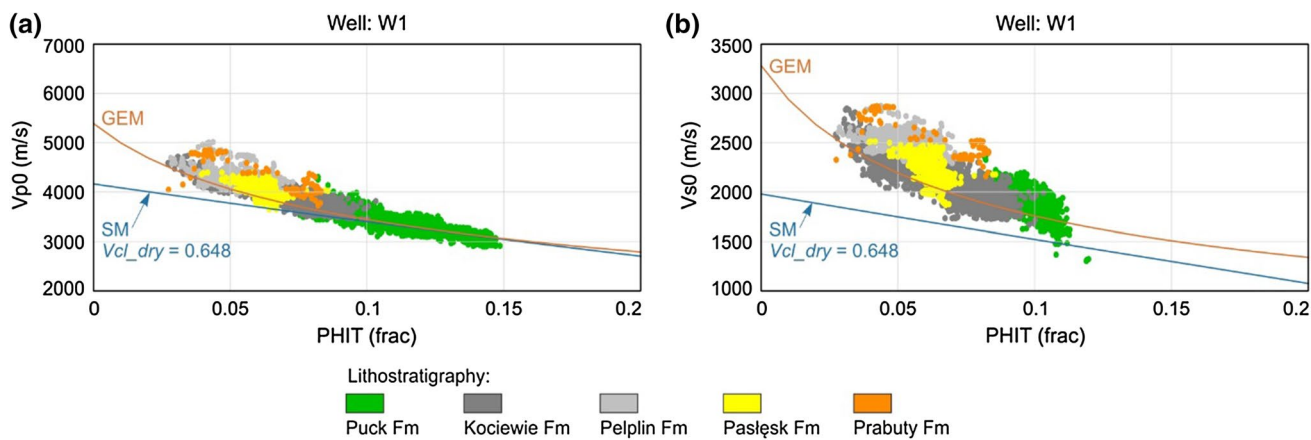 (a)
Well: W1
7000
6000
5000
4000
3000
2000
Vp0 (m/s)
GEM
SM
Vcl_dry = 0.648
0
0.05
0.1
0.15
0.2
PHIT (frac)
(b)
Well: W1
3500
3000
2500
2000
1500
1000
Vs0 (m/s)
GEM
SM
Vcl_dry = 0.648
0
0.05
0.1
0.15
0.2
PHIT (frac)
Lithostratigraphy:
Puck Fm
Kociewie Fm
Pelplin Fm
Pasłęsk Fm
Prabuty Fm